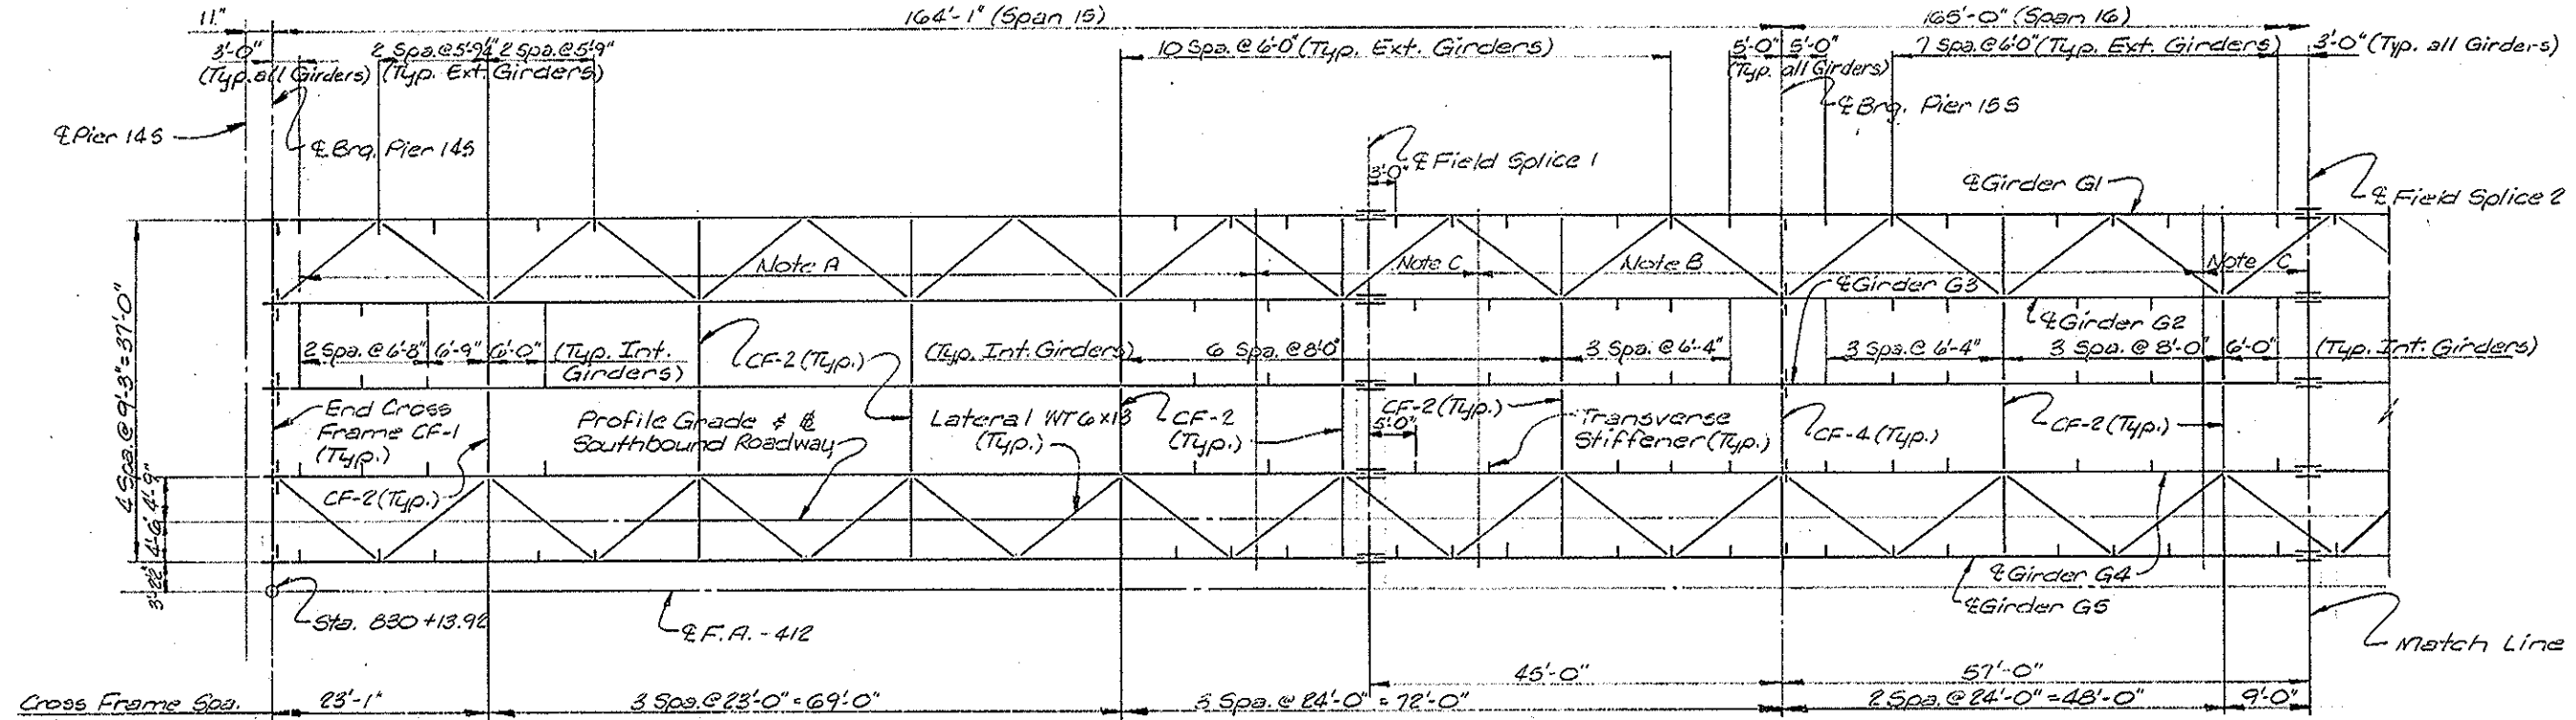 11"
164'-1" (Span 15)
165'-0" (Span 16)
3'-0"
(Typ. all Girders)
2 Spa. @ 5'-9¼"
2 Spa. @ 5'-9"
(Typ. Ext. Girders)
10 Spa. @ 6'-0" (Typ. Ext. Girders)
5'-0"
5'-0"
(Typ. all Girders)
7 Spa. @ 6'-0" (Typ. Ext. Girders)
3'-0" (Typ. all Girders)
℄ Pier 14S
℄ Brg. Pier 14S
℄ Brg. Pier 15S
℄ Field Splice 1
3'-0"
℄ Girder G1
℄ Field Splice 2
Note A
Note C
Note B
Note C
℄ Girder G3
℄ Girder G2
4 Spa. @ 9'-3" = 37'-0"
2 Spa. @ 6'-8"
6'-9"
6'-0"
(Typ. Int. Girders)
CF-2 (Typ.)
(Typ. Int. Girders)
6 Spa. @ 8'-0"
3 Spa. @ 6'-4"
3 Spa. @ 6'-4"
3 Spa. @ 8'-0"
6'-0"
(Typ. Int. Girders)
End Cross
Frame CF-1
(Typ.)
Profile Grade & ℄
Southbound Roadway
Lateral WT6x13
(Typ.)
CF-2
(Typ.)
CF-2 (Typ.)
5'-0"
Transverse
Stiffener (Typ.)
CF-4 (Typ.)
CF-2 (Typ.)
CF-2 (Typ.)
4'-9"
4'-6"
℄ Girder G4
℄ Girder G5
Sta. 830+13.92
℄ F.A. - 412
Match Line
45'-0"
57'-0"
Cross Frame Spa.
23'-1"
3 Spa. @ 23'-0" = 69'-0"
3 Spa. @ 24'-0" = 72'-0"
2 Spa. @ 24'-0" = 48'-0"
9'-0"